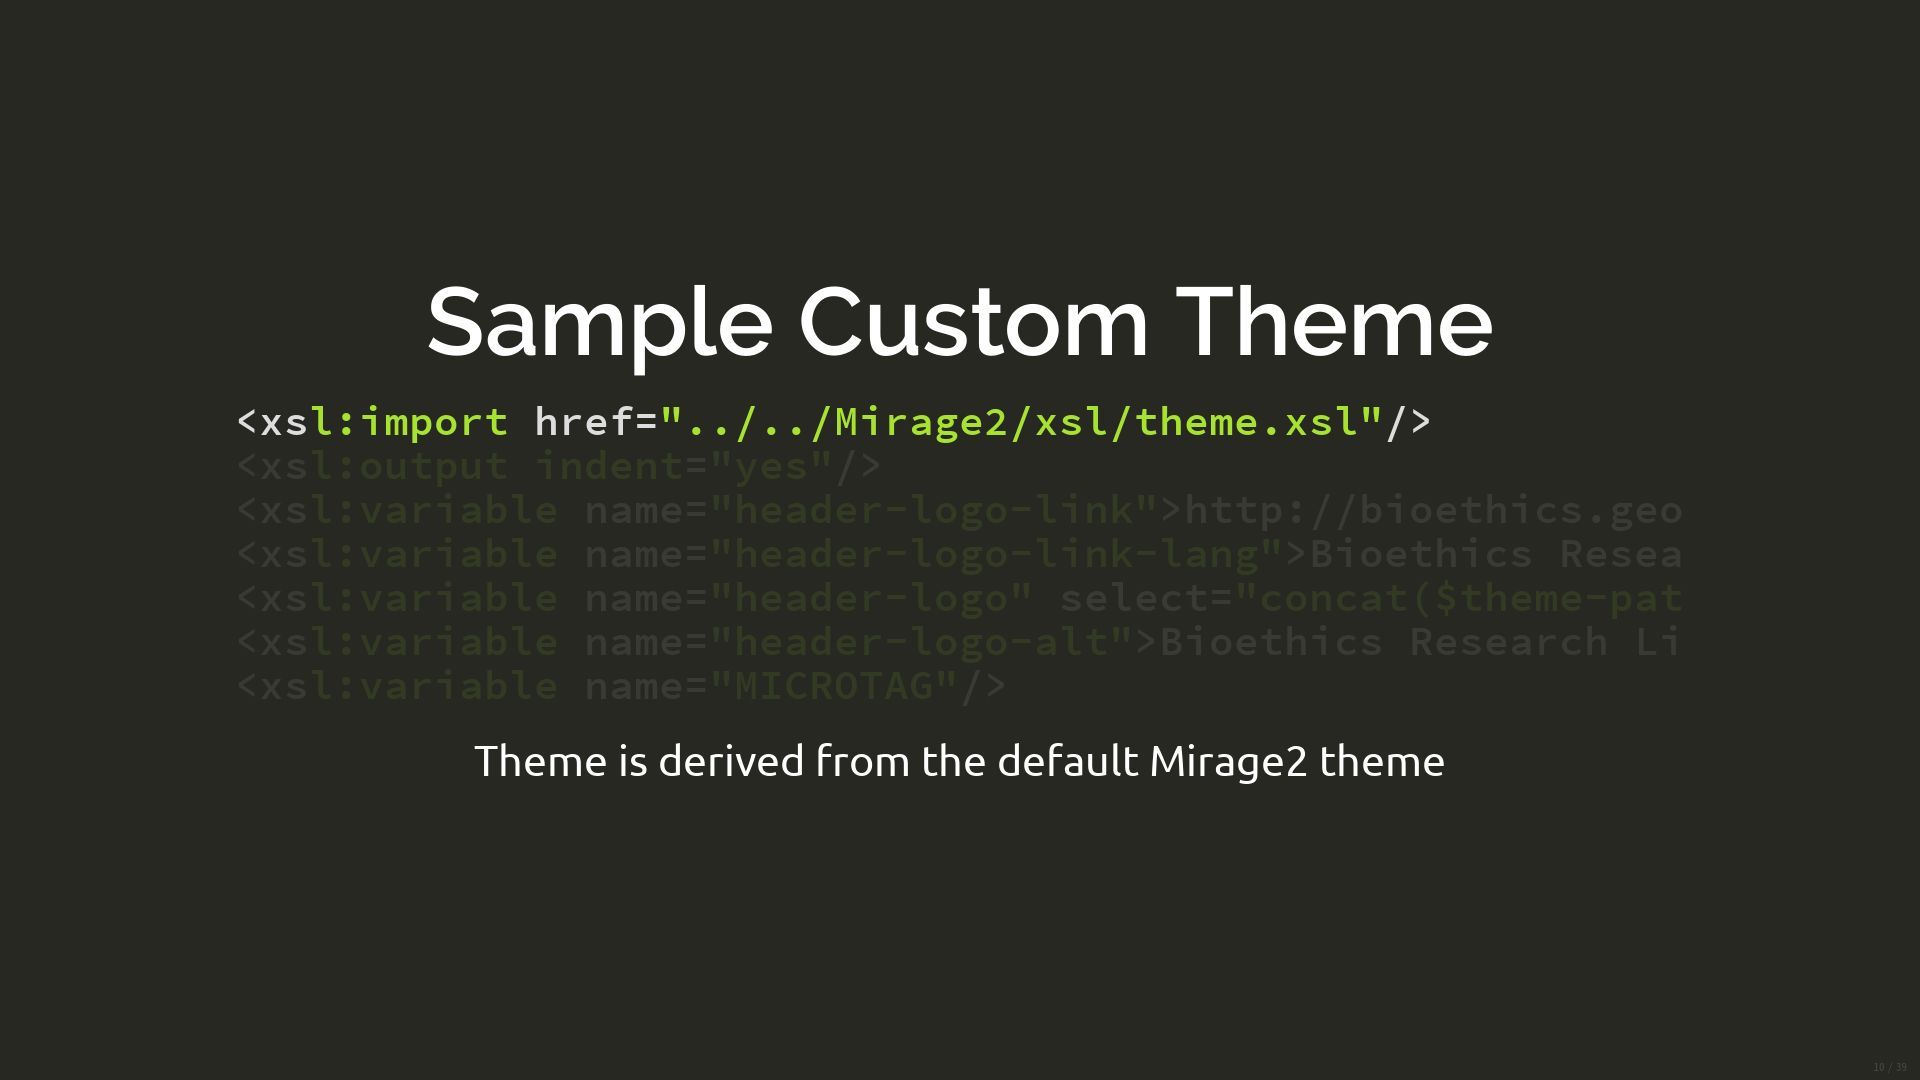 Sample Custom Theme
<xsl:import href="../../Mirage2/xsl/theme.xsl"/>
<xsl:output indent="yes"/>
<xsl:variable name="header-logo-link">http://bioethics.geo
<xsl:variable name="header-logo-link-lang">Bioethics Resea
<xsl:variable name="header-logo" select="concat($theme-pat
<xsl:variable name="header-logo-alt">Bioethics Research Li
<xsl:variable name="MICROTAG"/>
Theme is derived from the default Mirage2 theme
10 / 39